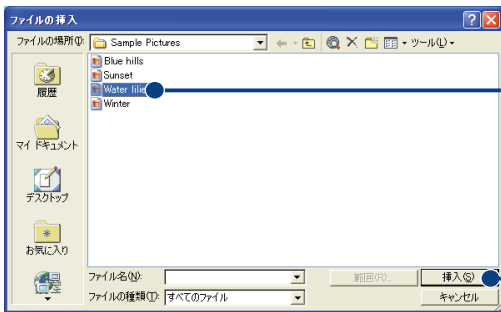 ファイルの挿入
ファイルの場所(I):
Sample Pictures
ツール(L)
Blue hills
Sunset
Water lilie
Winter
履歴
マイ ドキュメント
デスクトップ
お気に入り
ファイル名(N):
範囲(R)...
挿入(S)
ファイルの種類(T):
すべてのファイル
キャンセル